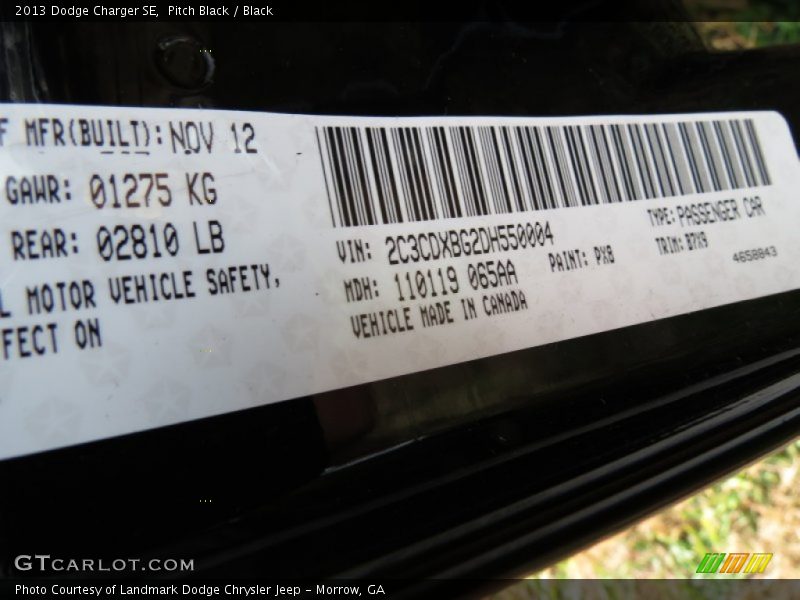 2013 Dodge Charger SE, Pitch Black / Black
F MFR(BUILT): NOV 12
GAWR: 01275 KG
REAR: 02810 LB
L MOTOR VEHICLE SAFETY,
FFECT ON
VIN: 2C3CDXBG2DH550004
TYPE: PASSENGER CAR
MDH: 110119 065AA
PAINT: PX8
TRIM: B7X9
VEHICLE MADE IN CANADA
4658843
GTCARLOT.COM
Photo Courtesy of Landmark Dodge Chrysler Jeep - Morrow, GA